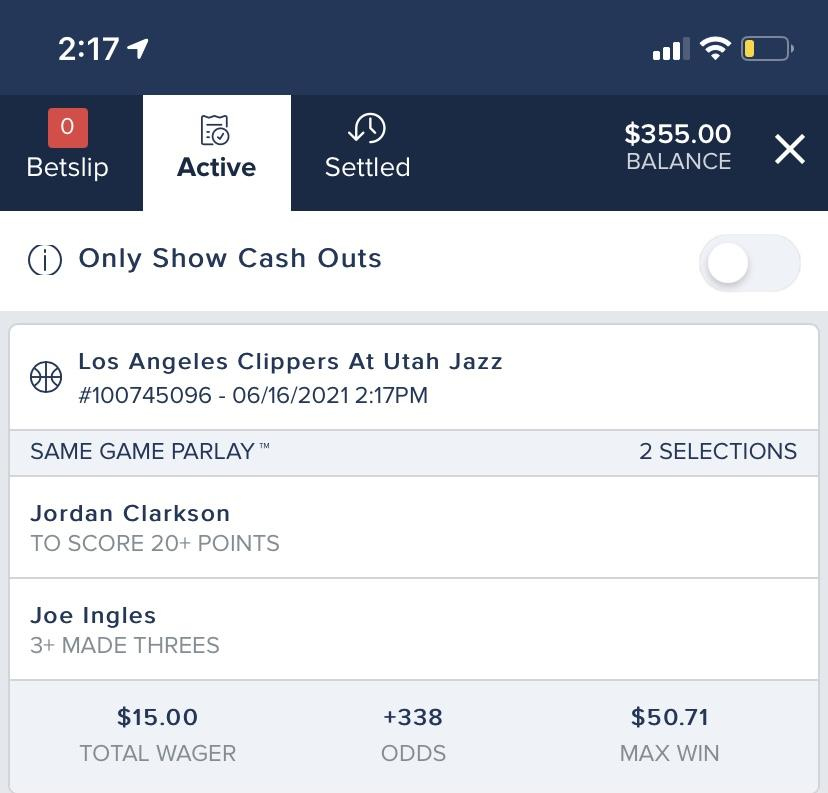 2:17
0
Betslip
Active
Settled
$355.00
BALANCE
Only Show Cash Outs
Los Angeles Clippers At Utah Jazz
#100745096 - 06/16/2021 2:17PM
SAME GAME PARLAY™ 2 SELECTIONS
Jordan Clarkson
TO SCORE 20+ POINTS
Joe Ingles
3+ MADE THREES
$15.00 +338 $50.71
TOTAL WAGER ODDS MAX WIN